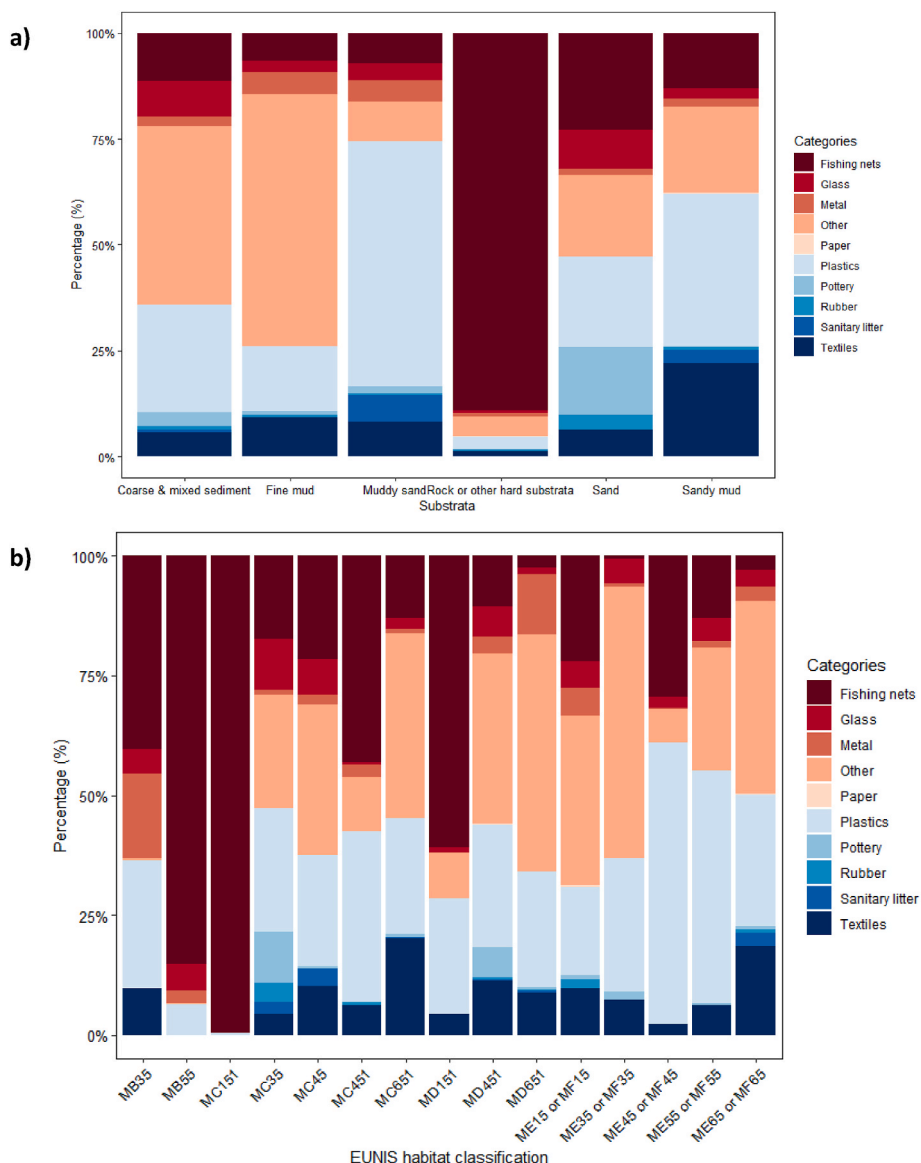 a)
100%
75%
50%
25%
0%
Percentage (%)
Coarse & mixed sediment
Fine mud
Muddy sand
Rock or other hard substrata
Sand
Sandy mud
Substrata
Categories
Fishing nets
Glass
Metal
Other
Paper
Plastics
Pottery
Rubber
Sanitary litter
Textiles
b)
100%
75%
50%
25%
0%
Percentage (%)
MB35
MB55
MC151
MC35
MC45
MC451
MC651
MD151
MD451
MD651
ME15 or MF15
ME35 or MF35
ME45 or MF45
ME55 or MF55
ME65 or MF65
EUNIS habitat classification
Categories
Fishing nets
Glass
Metal
Other
Paper
Plastics
Pottery
Rubber
Sanitary litter
Textiles